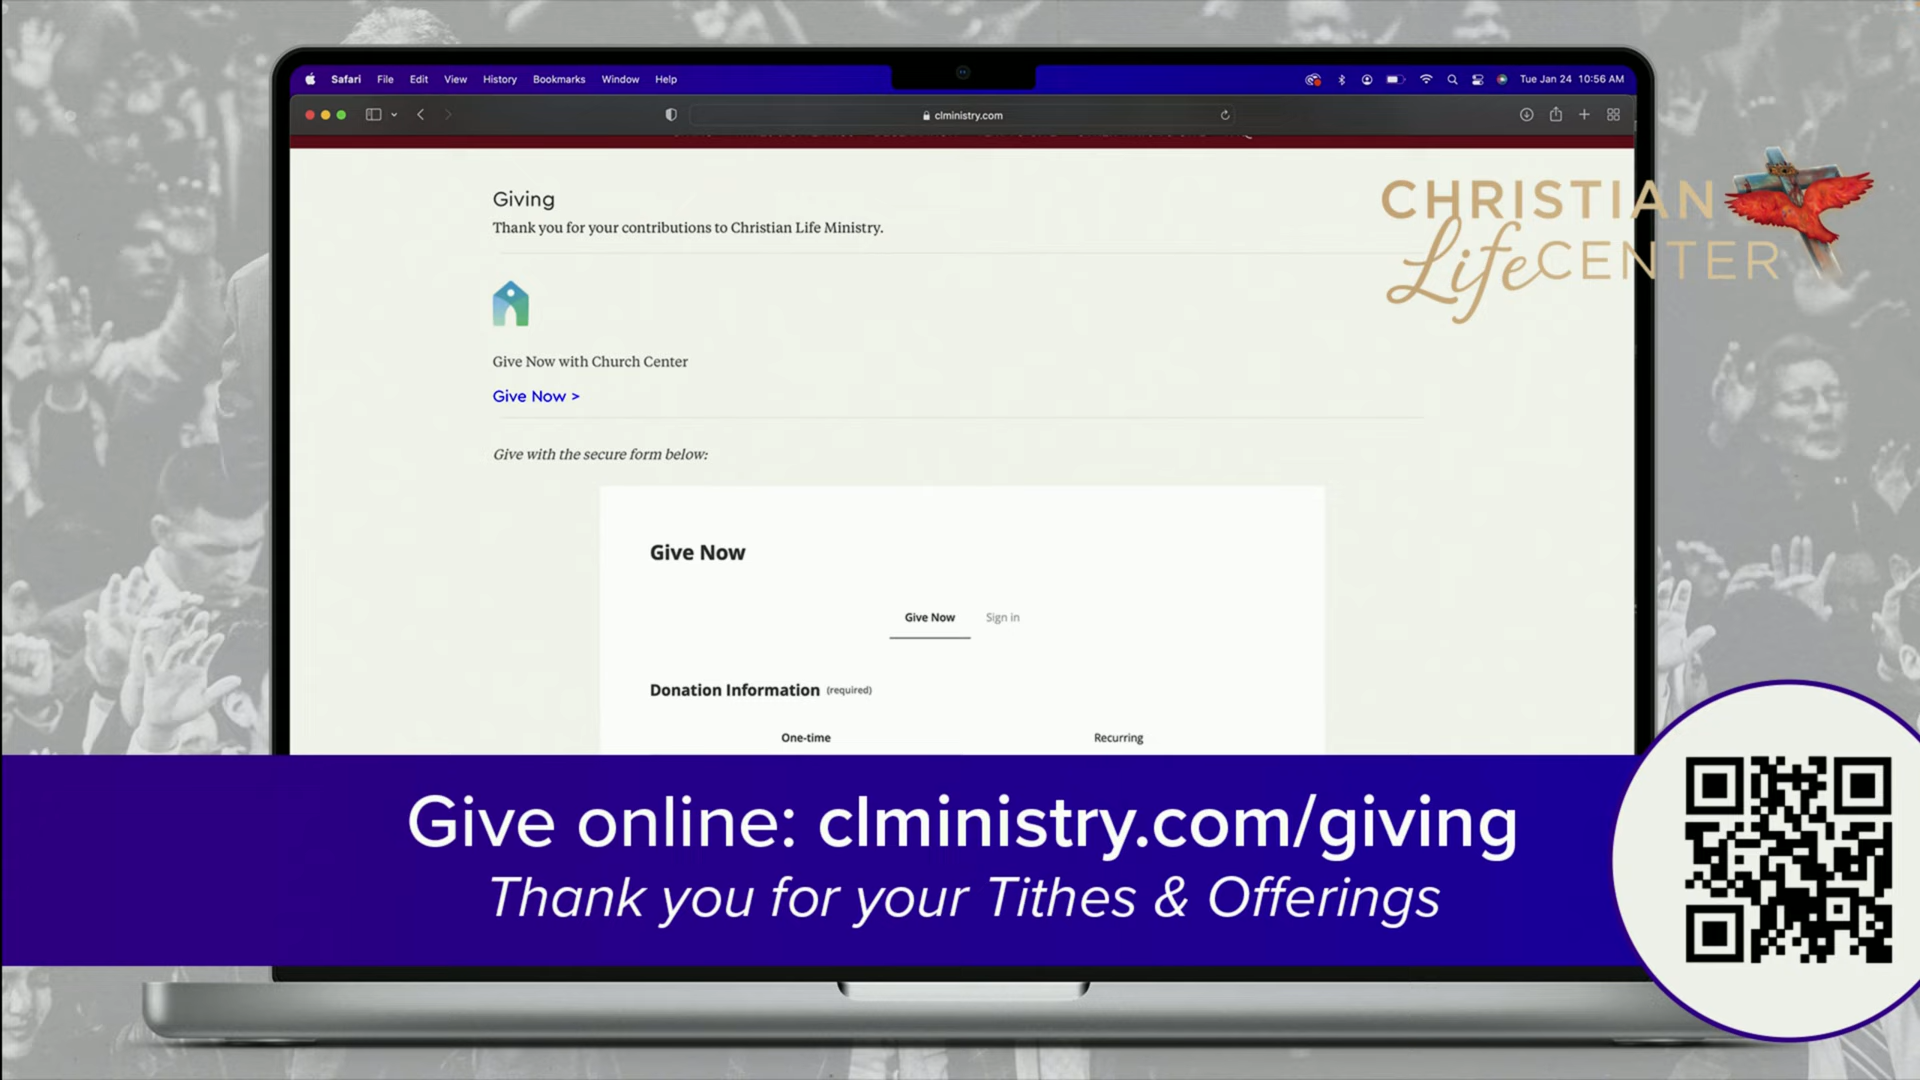 Safari File Edit View History Bookmarks Window Help
Tue Jan 24 10:56 AM
clministry.com
Giving
Thank you for your contributions to Christian Life Ministry.
CHRISTIAN
Life CENTER
Give Now with Church Center
Give Now >
Give with the secure form below:
Give Now
Give Now Sign in
Donation Information (required)
One-time Recurring
Give online: clministry.com/giving
Thank you for your Tithes & Offerings